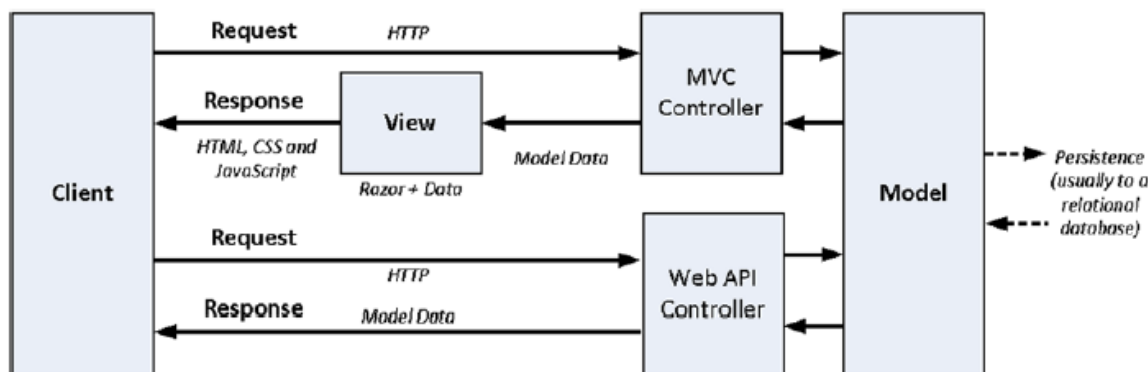 Request
HTTP
MVC
Controller
Response
View
HTML, CSS and
JavaScript
Model Data
Razor + Data
Client
Model
Persistence
(usually to a
relational
database)
Request
HTTP
Web API
Controller
Response
Model Data